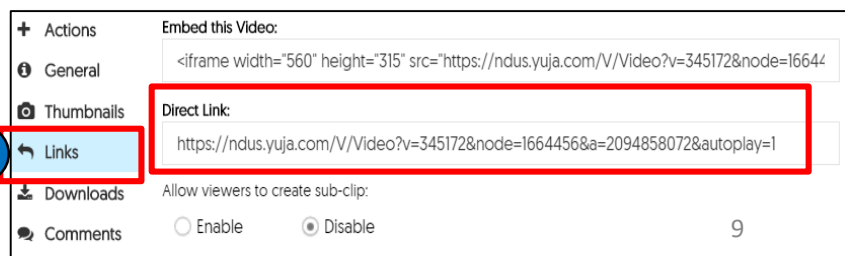 Actions
General
Thumbnails
Links
Downloads
Comments
Embed this Video:
<iframe width="560" height="315" src="https://ndus.yuja.com/V/Video?v=345172&node=16644
Direct Link:
https://ndus.yuja.com/V/Video?v=345172&node=1664456&a=2094858072&autoplay=1
Allow viewers to create sub-clip:
Enable Disable
9